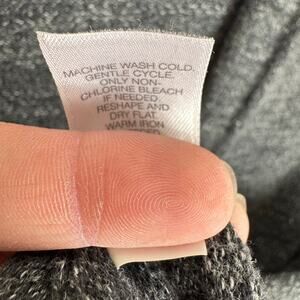 MACHINE WASH COLD.
GENTLE CYCLE.
ONLY NON-
CHLORINE BLEACH
IF NEEDED.
RESHAPE AND
DRY FLAT.
WARM IRON